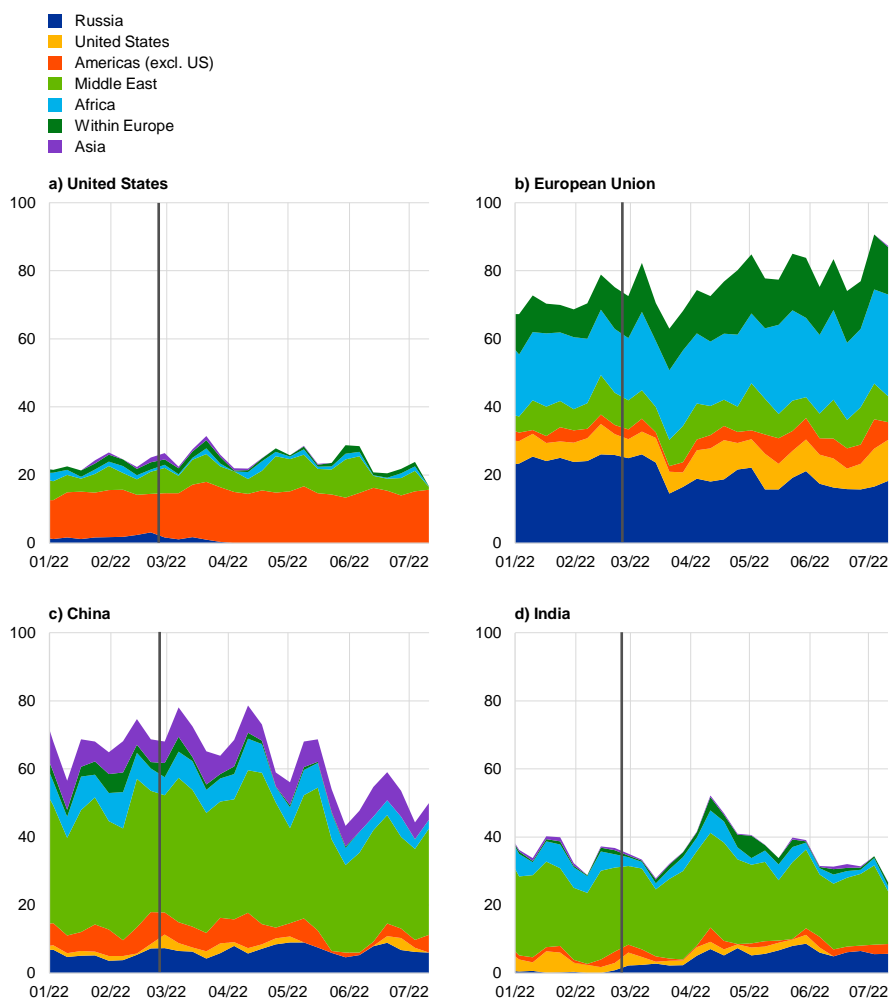 Russia
United States
Americas (excl. US)
Middle East
Africa
Within Europe
Asia
a) United States
100
80
60
40
20
0
01/22 02/22 03/22 04/22 05/22 06/22 07/22
b) European Union
100
80
60
40
20
0
01/22 02/22 03/22 04/22 05/22 06/22 07/22
c) China
100
80
60
40
20
0
01/22 02/22 03/22 04/22 05/22 06/22 07/22
d) India
100
80
60
40
20
0
01/22 02/22 03/22 04/22 05/22 06/22 07/22